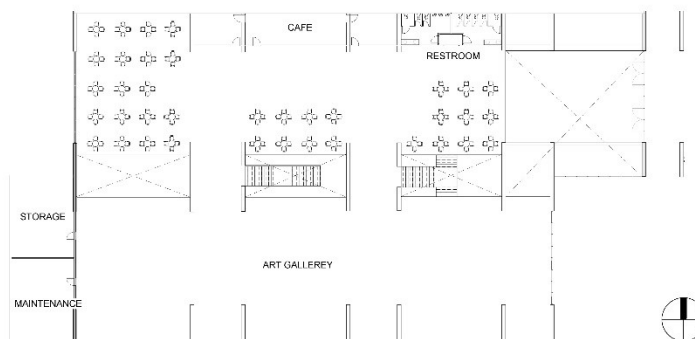 CAFE
RESTROOM
STORAGE
ART GALLEREY
MAINTENANCE